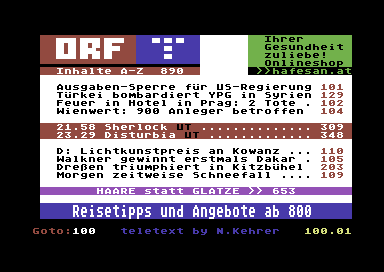 ORF T
Ihrer
Gesundheit
zuliebe!
Onlineshop
>>hafesan.at
Inhalte A-Z 890
Ausgaben-Sperre für US-Regierung 101
Türkei bombardiert YPG in Syrien 129
Feuer in Hotel in Prag: 2 Tote . 102
Wienwert: 900 Anleger betroffen 104
21.58 Sherlock UT .............. 309
23.29 Disturbia UT ............. 348
D: Lichtkunstpreis an Kowanz ... 110
Walkner gewinnt erstmals Dakar . 105
Dreßen triumphiert in Kitzbühel 203
Morgen zeitweise Schneefall .... 109
HAARE statt GLATZE >> 653
Reisetipps und Angebote ab 800
Goto:100 teletext by N.Kehrer 100.01